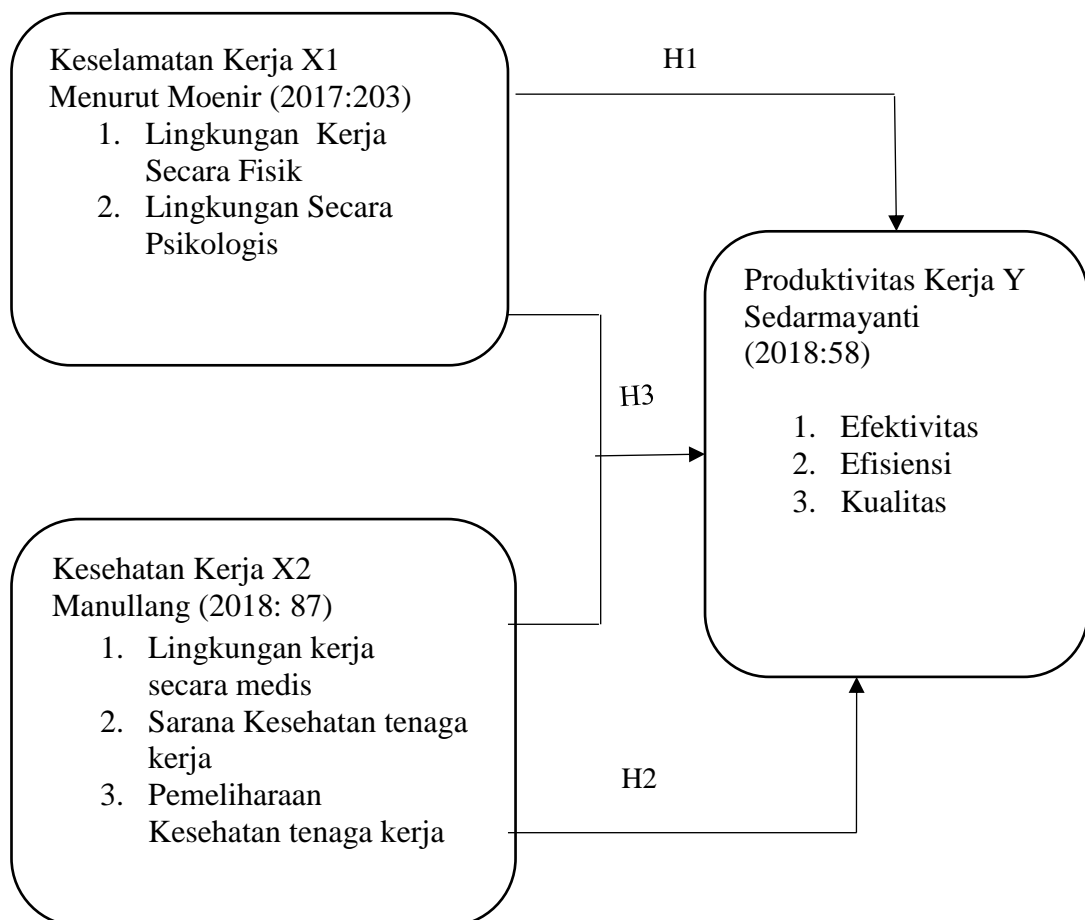 Keselamatan Kerja X1
Menurut Moenir (2017:203)
1. Lingkungan Kerja
Secara Fisik
2. Lingkungan Secara
Psikologis
H1
Produktivitas Kerja Y
Sedarmayanti
(2018:58)
1. Efektivitas
2. Efisiensi
3. Kualitas
H3
Kesehatan Kerja X2
Manullang (2018: 87)
1. Lingkungan kerja
secara medis
2. Sarana Kesehatan tenaga
kerja
3. Pemeliharaan
Kesehatan tenaga kerja
H2